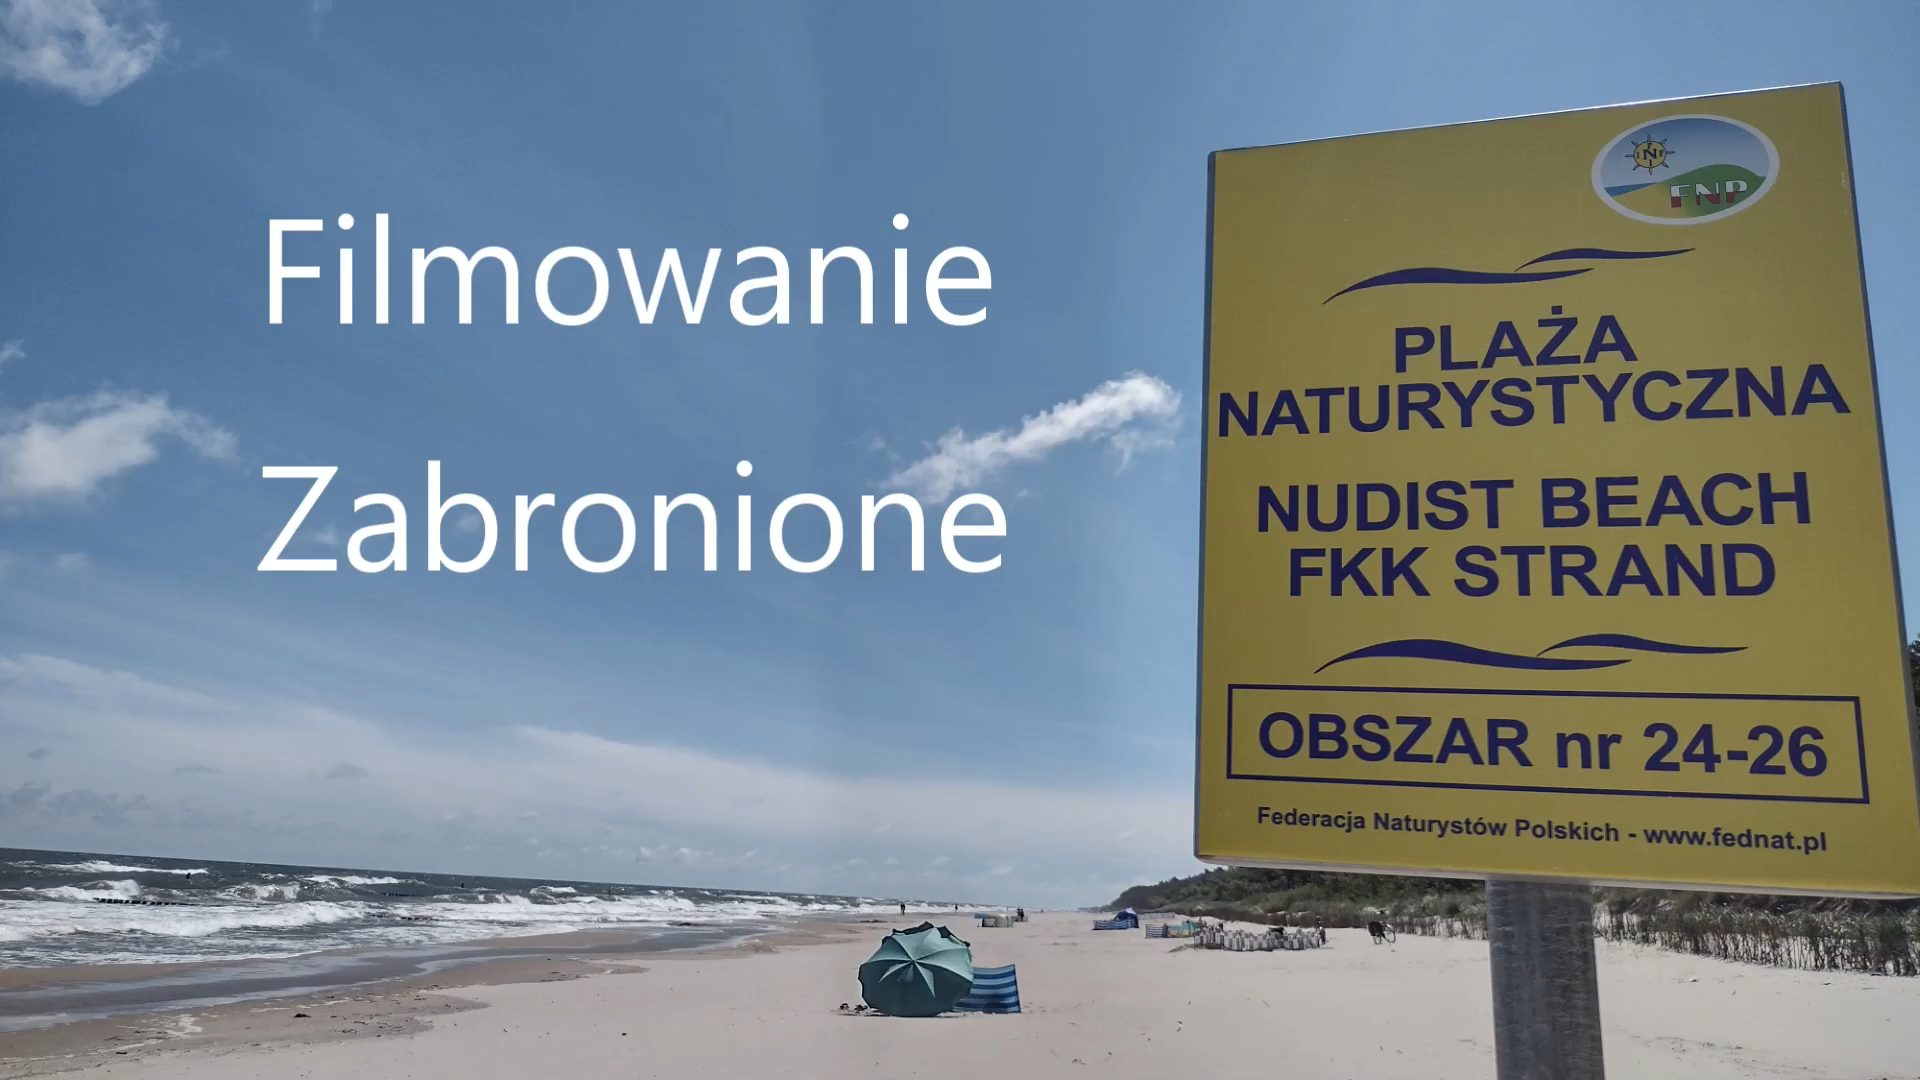 Filmowanie
Zabronione
FNP
PLAŻA
NATURYSTYCZNA
NUDIST BEACH
FKK STRAND
OBSZAR nr 24-26
Federacja Naturystów Polskich - www.fednat.pl